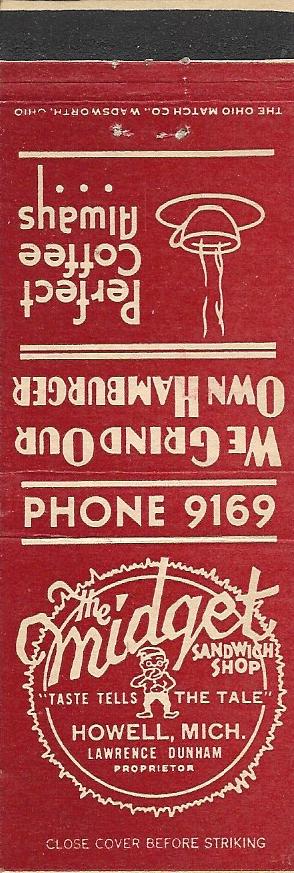 THE OHIO MATCH CO., WADSWORTH, OHIO
Perfect
Coffee
Always
...
WE GRIND OUR
OWN HAMBURGER
PHONE 9169
The
midget
SANDWICH
SHOP
"TASTE TELLS THE TALE"
HOWELL, MICH.
LAWRENCE DUNHAM
PROPRIETOR
CLOSE COVER BEFORE STRIKING